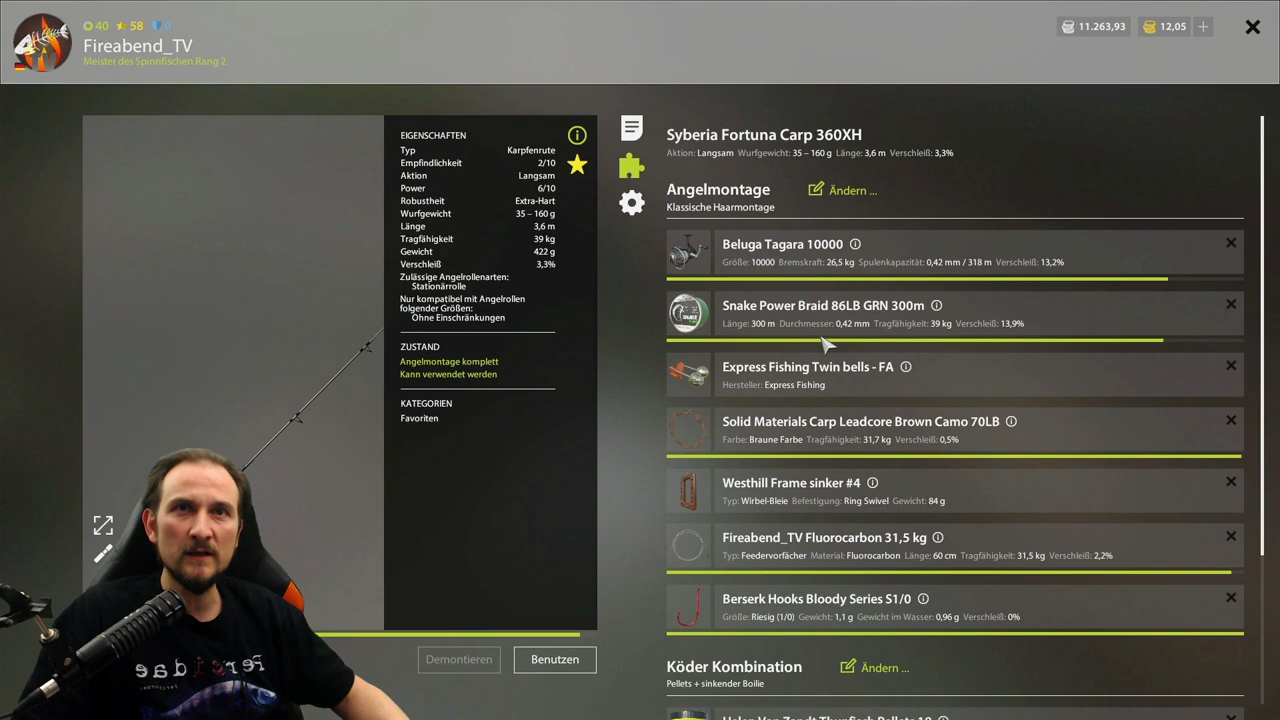 40 58 0
Fireabend_TV
Meister des Spinnfischen Rang 2
11.263,93
12,05
EIGENSCHAFTEN
Typ Karpfenrute
Empfindlichkeit 2/10
Aktion Langsam
Power 6/10
Robustheit Extra-Hart
Wurfgewicht 35 – 160 g
Länge 3,6 m
Tragfähigkeit 39 kg
Gewicht 422 g
Verschleiß 3,3%
Zulässige Angelrollenarten:
Stationärrolle
Nur kompatibel mit Angelrollen
folgender Größen:
Ohne Einschränkungen
ZUSTAND
Angelmontage komplett
Kann verwendet werden
KATEGORIEN
Favoriten
Demontieren
Benutzen
Syberia Fortuna Carp 360XH
Aktion: Langsam Wurfgewicht: 35 – 160 g Länge: 3,6 m Verschleiß: 3,3%
Angelmontage Ändern ...
Klassische Haarmontage
Beluga Tagara 10000
Größe: 10000 Bremskraft: 26,5 kg Spulenkapazität: 0,42 mm / 318 m Verschleiß: 13,2%
Snake Power Braid 86LB GRN 300m
Länge: 300 m Durchmesser: 0,42 mm Tragfähigkeit: 39 kg Verschleiß: 13,9%
Express Fishing Twin bells - FA
Hersteller: Express Fishing
Solid Materials Carp Leadcore Brown Camo 70LB
Farbe: Braune Farbe Tragfähigkeit: 31,7 kg Verschleiß: 0,5%
Westhill Frame sinker #4
Typ: Wirbel-Bleie Befestigung: Ring Swivel Gewicht: 84 g
Fireabend_TV Fluorocarbon 31,5 kg
Typ: Feedervorfächer Material: Fluorocarbon Länge: 60 cm Tragfähigkeit: 31,5 kg Verschleiß: 2,2%
Berserk Hooks Bloody Series S1/0
Größe: Riesig (1/0) Gewicht: 1,1 g Gewicht im Wasser: 0,96 g Verschleiß: 0%
Köder Kombination Ändern ...
Pellets + sinkender Boilie